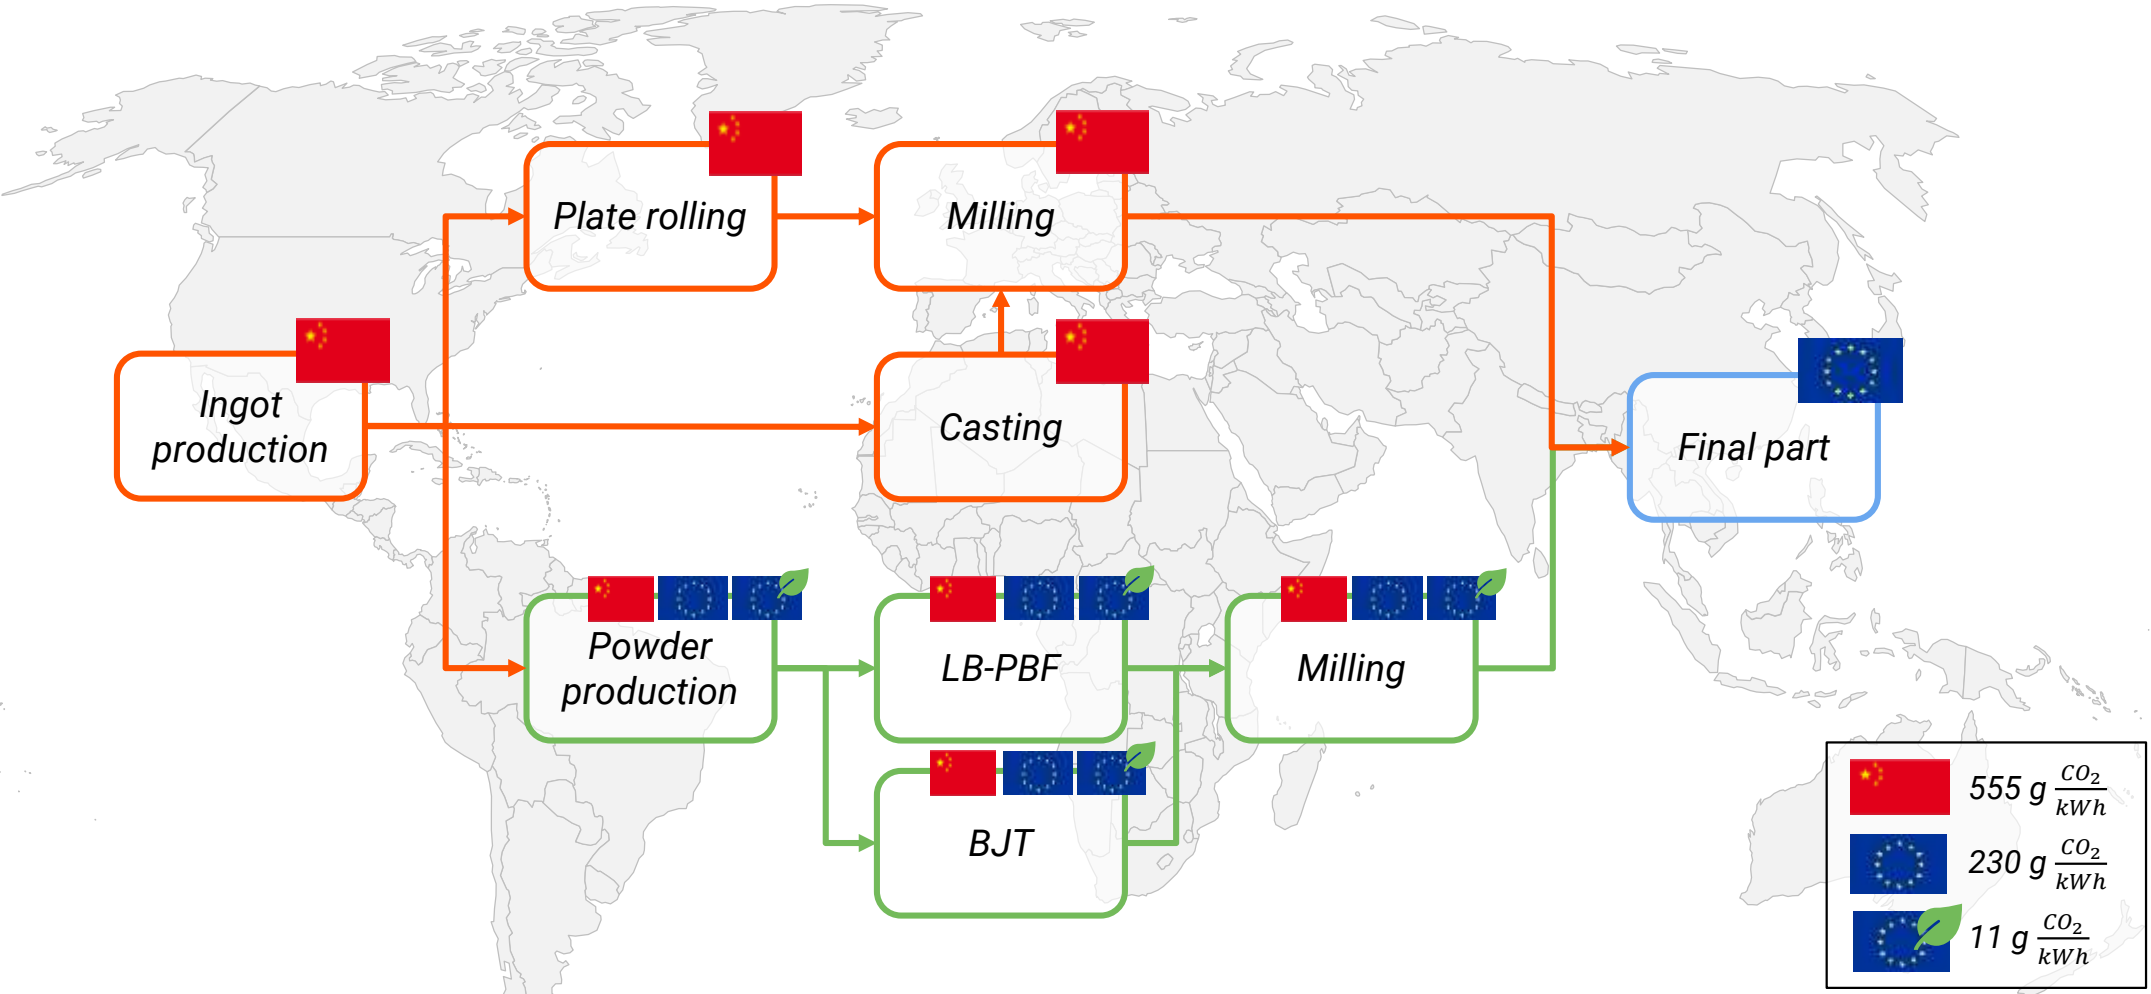 Plate rolling
Milling
Ingot
production
Casting
Final part
Powder
production
LB-PBF
Milling
BJT
555 g CO₂/kWh
230 g CO₂/kWh
11 g CO₂/kWh